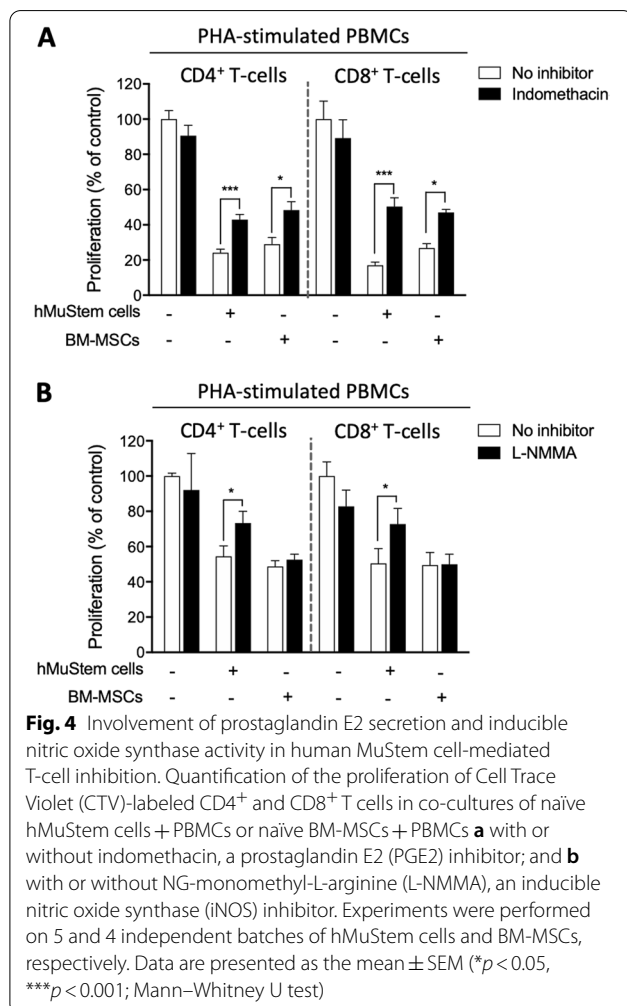 A
PHA-stimulated PBMCs
CD4+ T-cells CD8+ T-cells
No inhibitor
Indomethacin
Proliferation (% of control)
120
100
80
60
40
20
0
*** * *** *
hMuStem cells - + - - + -
BM-MSCs - - + - - +
B
PHA-stimulated PBMCs
CD4+ T-cells CD8+ T-cells
No inhibitor
L-NMMA
Proliferation (% of control)
120
100
80
60
40
20
0
* *
hMuStem cells - + - - + -
BM-MSCs - - + - - +
Fig. 4 Involvement of prostaglandin E2 secretion and inducible
nitric oxide synthase activity in human MuStem cell-mediated
T-cell inhibition. Quantification of the proliferation of Cell Trace
Violet (CTV)-labeled CD4+ and CD8+ T cells in co-cultures of naïve
hMuStem cells + PBMCs or naïve BM-MSCs + PBMCs a with or
without indomethacin, a prostaglandin E2 (PGE2) inhibitor; and b
with or without NG-monomethyl-L-arginine (L-NMMA), an inducible
nitric oxide synthase (iNOS) inhibitor. Experiments were performed
on 5 and 4 independent batches of hMuStem cells and BM-MSCs,
respectively. Data are presented as the mean ± SEM (*p < 0.05,
***p < 0.001; Mann–Whitney U test)